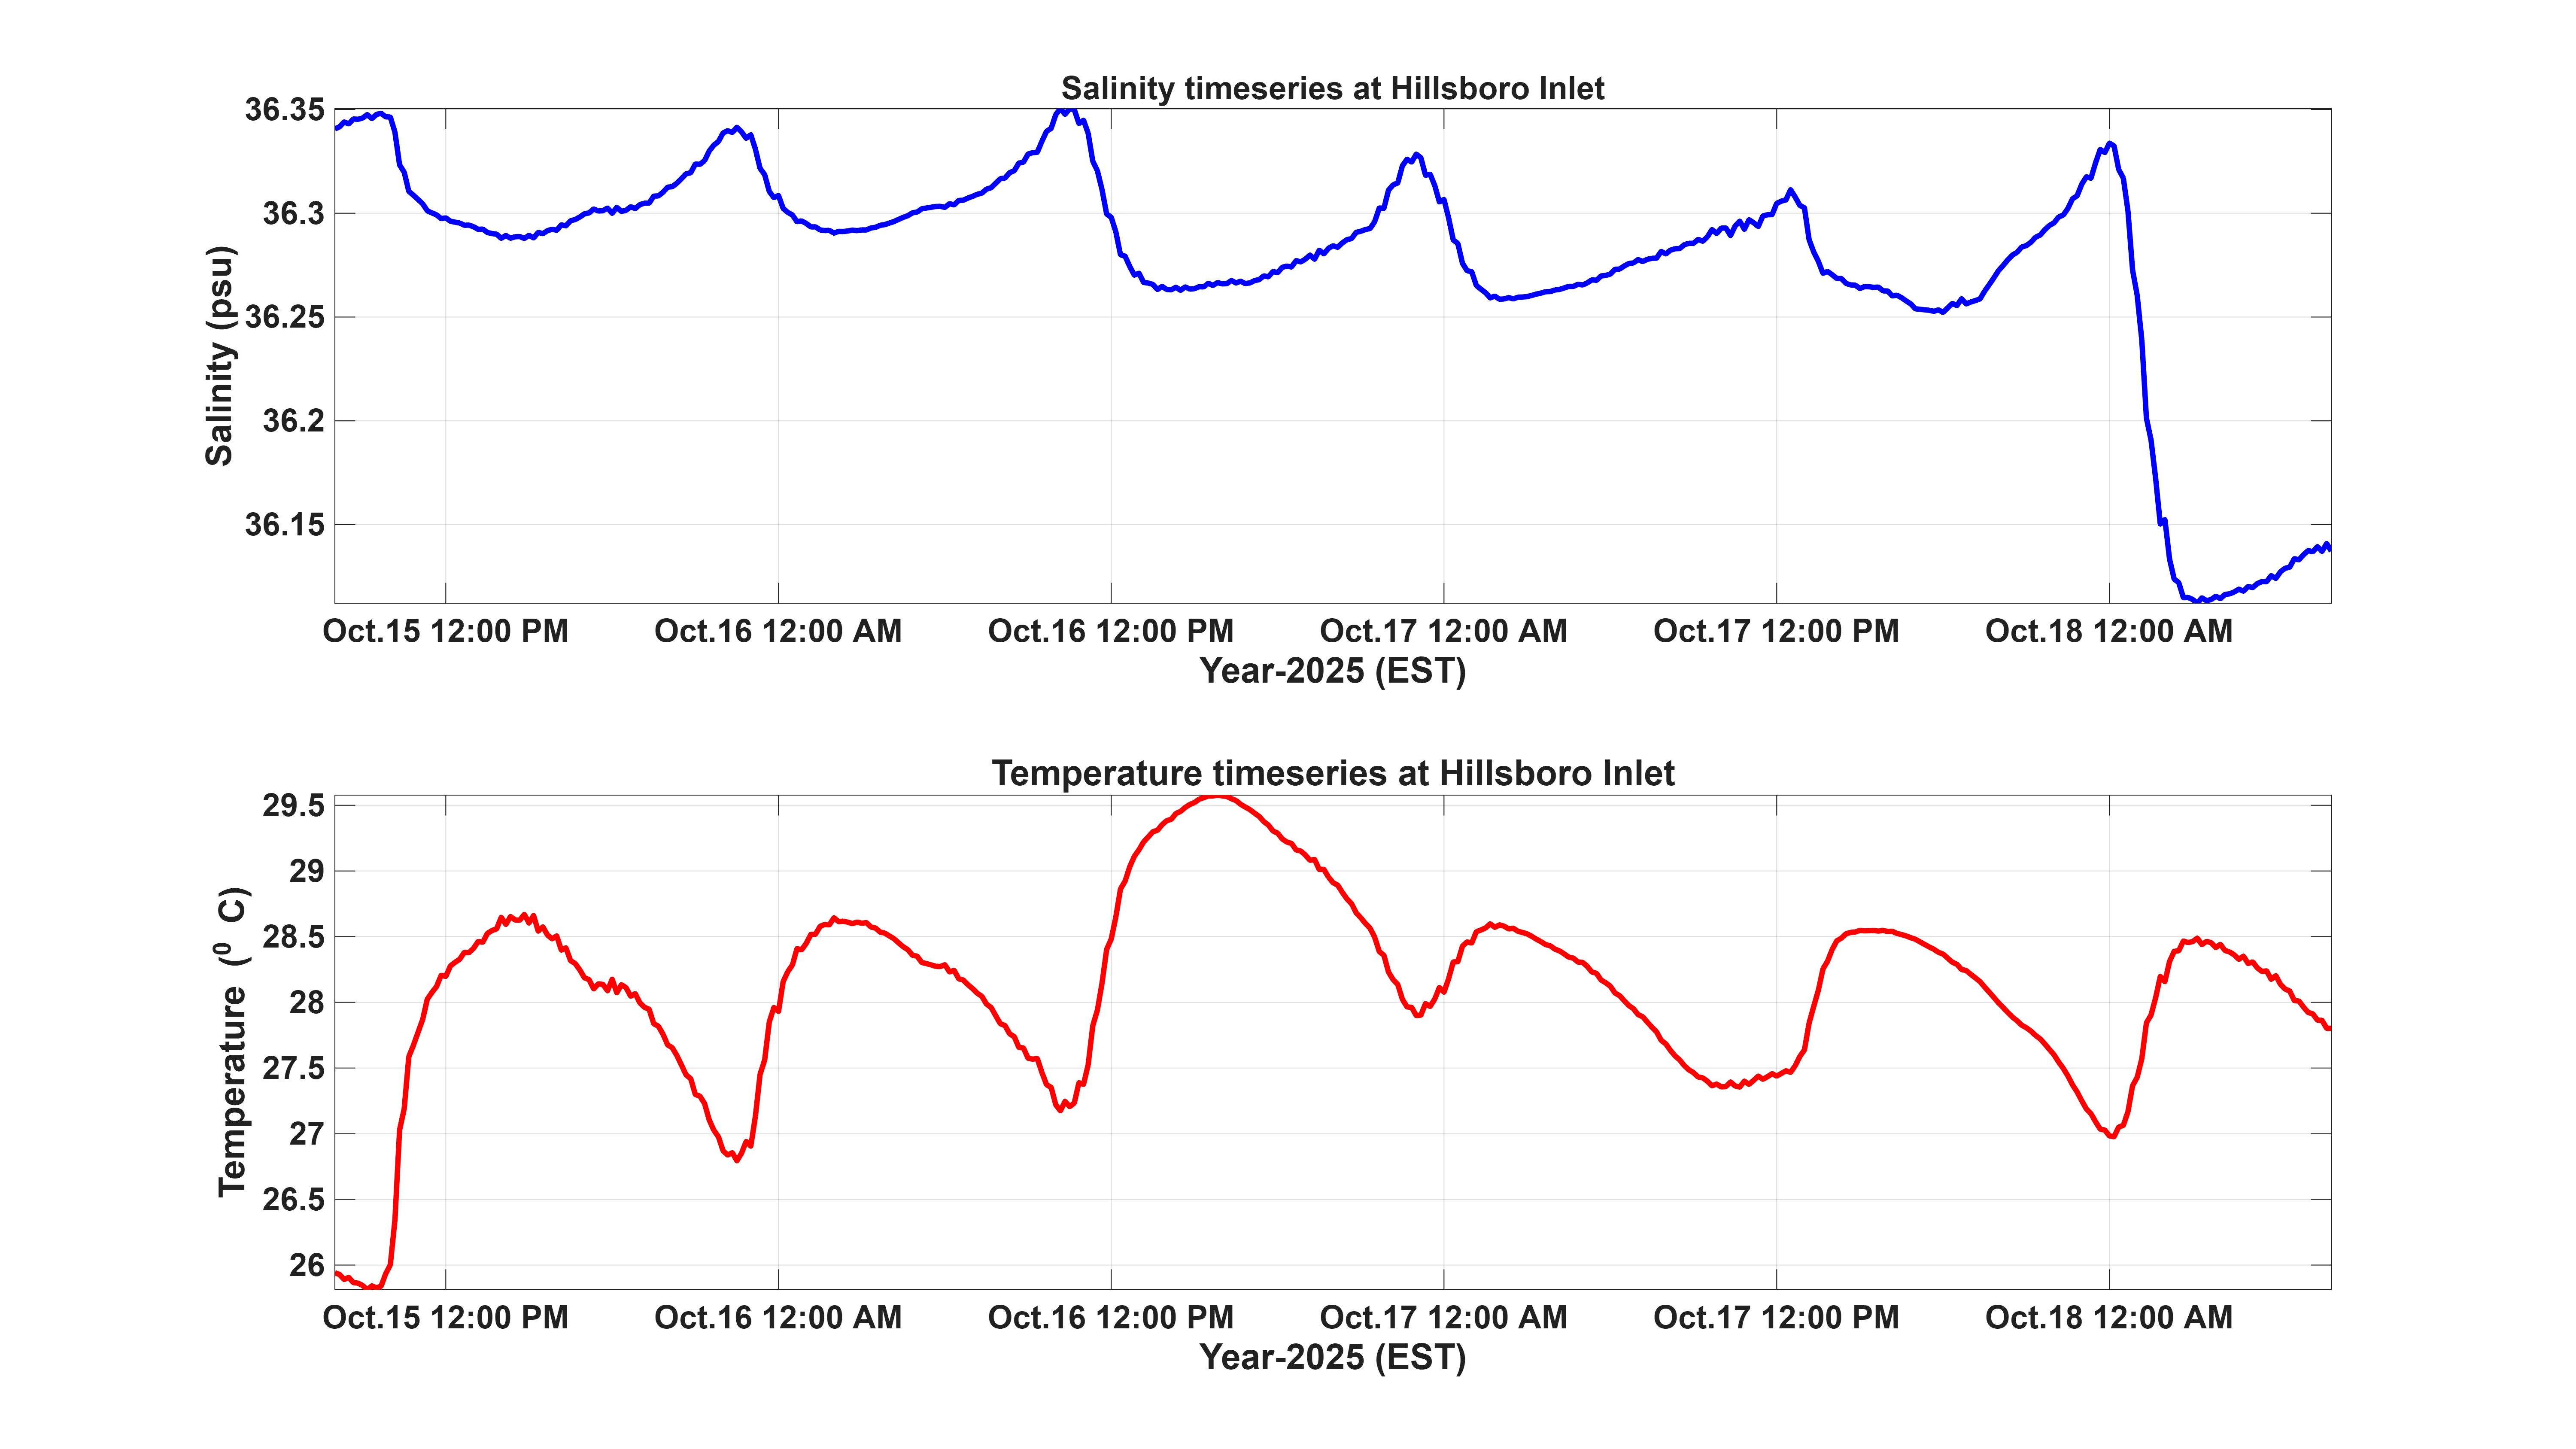 Salinity timeseries at Hillsboro Inlet
Salinity (psu)
36.35
36.3
36.25
36.2
36.15
Oct.15 12:00 PM Oct.16 12:00 AM Oct.16 12:00 PM Oct.17 12:00 AM Oct.17 12:00 PM Oct.18 12:00 AM
Year-2025 (EST)
Temperature timeseries at Hillsboro Inlet
Temperature (⁰ C)
29.5
29
28.5
28
27.5
27
26.5
26
Oct.15 12:00 PM Oct.16 12:00 AM Oct.16 12:00 PM Oct.17 12:00 AM Oct.17 12:00 PM Oct.18 12:00 AM
Year-2025 (EST)